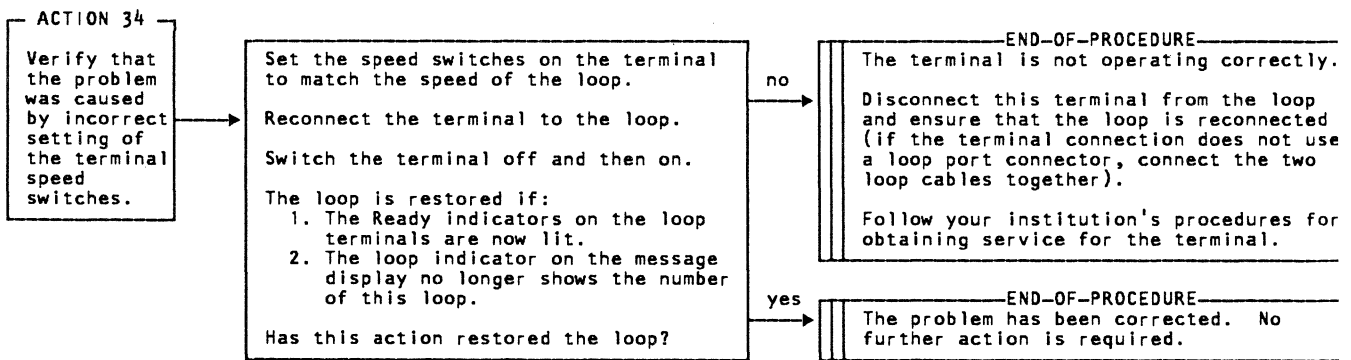 ACTION 34
Verify that
the problem
was caused
by incorrect
setting of
the terminal
speed
switches.
Set the speed switches on the terminal
to match the speed of the loop.
Reconnect the terminal to the loop.
Switch the terminal off and then on.
The loop is restored if:
1. The Ready indicators on the loop
terminals are now lit.
2. The loop indicator on the message
display no longer shows the number
of this loop.
Has this action restored the loop?
no
END-OF-PROCEDURE
The terminal is not operating correctly.
Disconnect this terminal from the loop
and ensure that the loop is reconnected
(if the terminal connection does not use
a loop port connector, connect the two
loop cables together).
Follow your institution's procedures for
obtaining service for the terminal.
yes
END-OF-PROCEDURE
The problem has been corrected. No
further action is required.